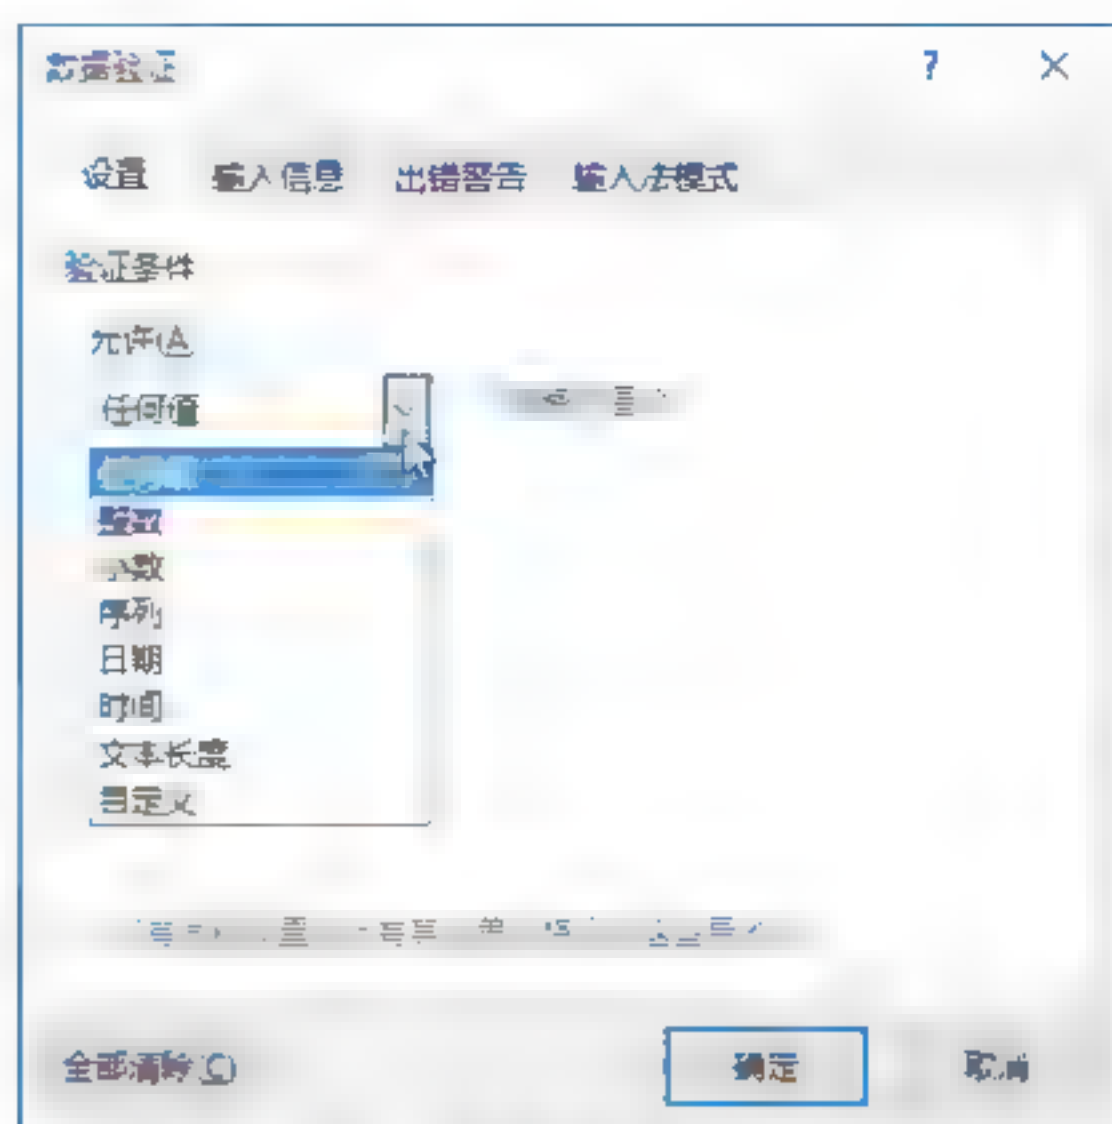 数据验证 ?
设置 输入信息 出错警告 输入法模式
验证条件
允许(A
任何值
整数
小数
序列
日期
时间
文本长度
自定义
全部清除(C)
确定 取消